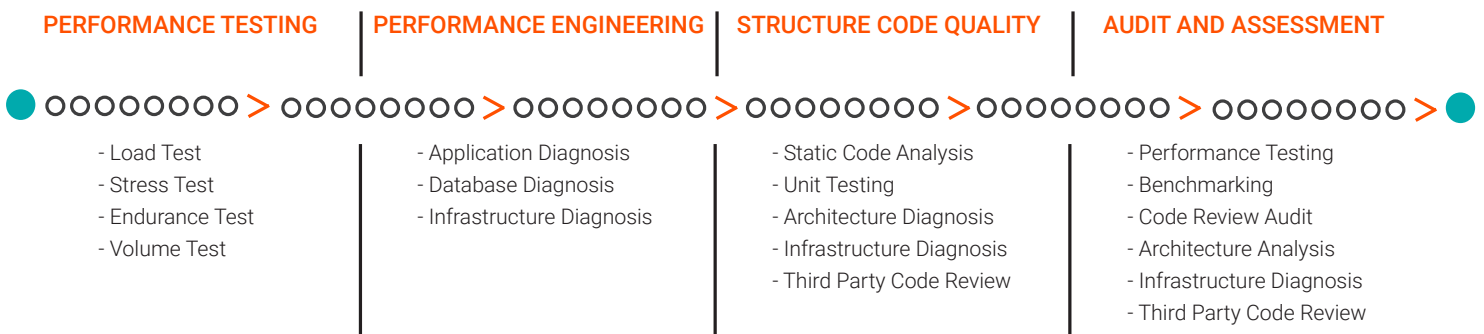 PERFORMANCE TESTING
- Load Test
- Stress Test
- Endurance Test
- Volume Test
PERFORMANCE ENGINEERING
- Application Diagnosis
- Database Diagnosis
- Infrastructure Diagnosis
STRUCTURE CODE QUALITY
- Static Code Analysis
- Unit Testing
- Architecture Diagnosis
- Infrastructure Diagnosis
- Third Party Code Review
AUDIT AND ASSESSMENT
- Performance Testing
- Benchmarking
- Code Review Audit
- Architecture Analysis
- Infrastructure Diagnosis
- Third Party Code Review